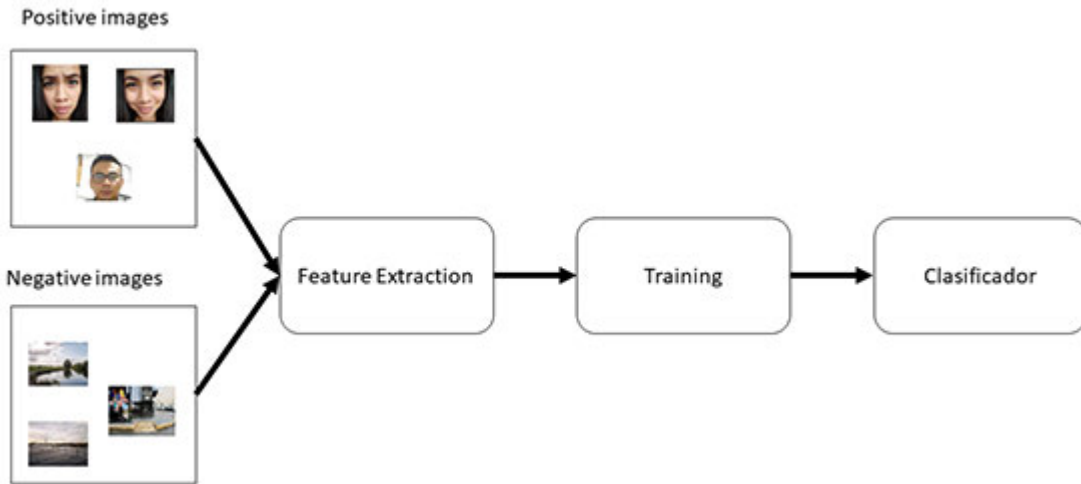 Positive images
Negative images
Feature Extraction
Training
Clasificador